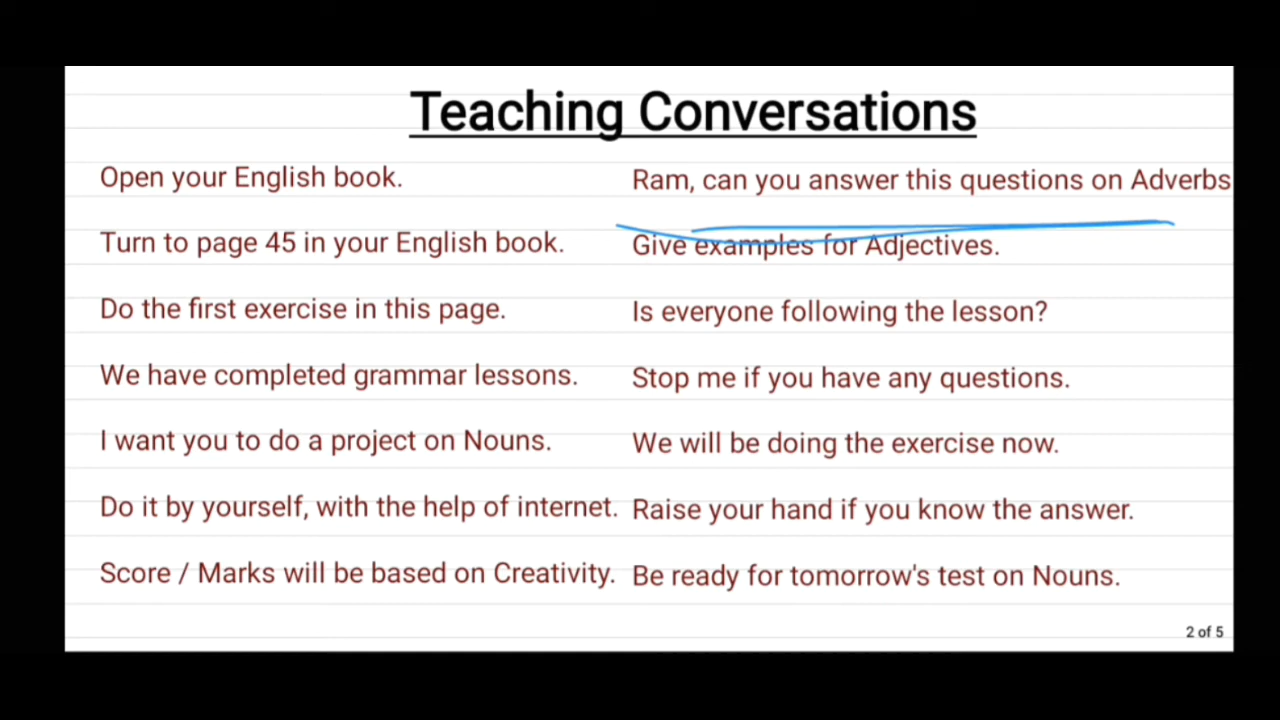 Teaching Conversations
Open your English book.
Turn to page 45 in your English book.
Do the first exercise in this page.
We have completed grammar lessons.
I want you to do a project on Nouns.
Do it by yourself, with the help of internet.
Score / Marks will be based on Creativity.
Ram, can you answer this questions on Adverbs
Give examples for Adjectives.
Is everyone following the lesson?
Stop me if you have any questions.
We will be doing the exercise now.
Raise your hand if you know the answer.
Be ready for tomorrow's test on Nouns.
2 of 5